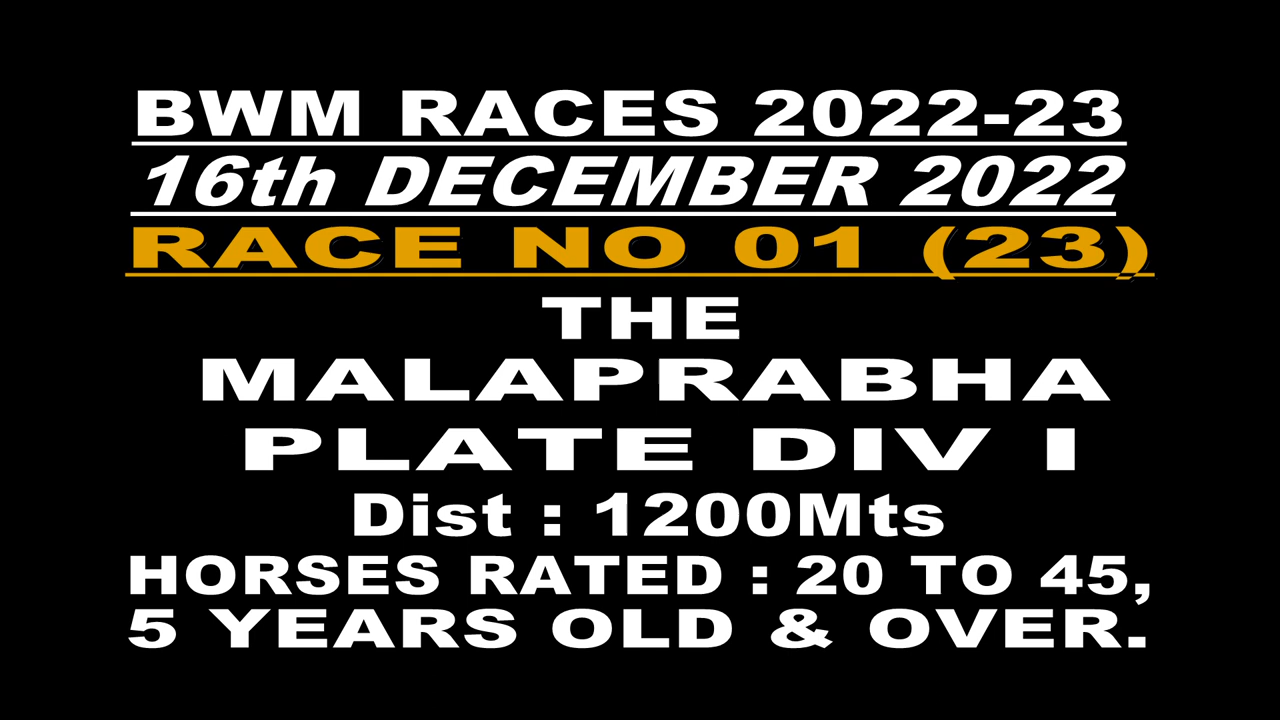 BWM RACES 2022-23
16th DECEMBER 2022
RACE NO 01 (23)
THE
MALAPRABHA
PLATE DIV I
Dist : 1200Mts
HORSES RATED : 20 TO 45,
5 YEARS OLD & OVER.